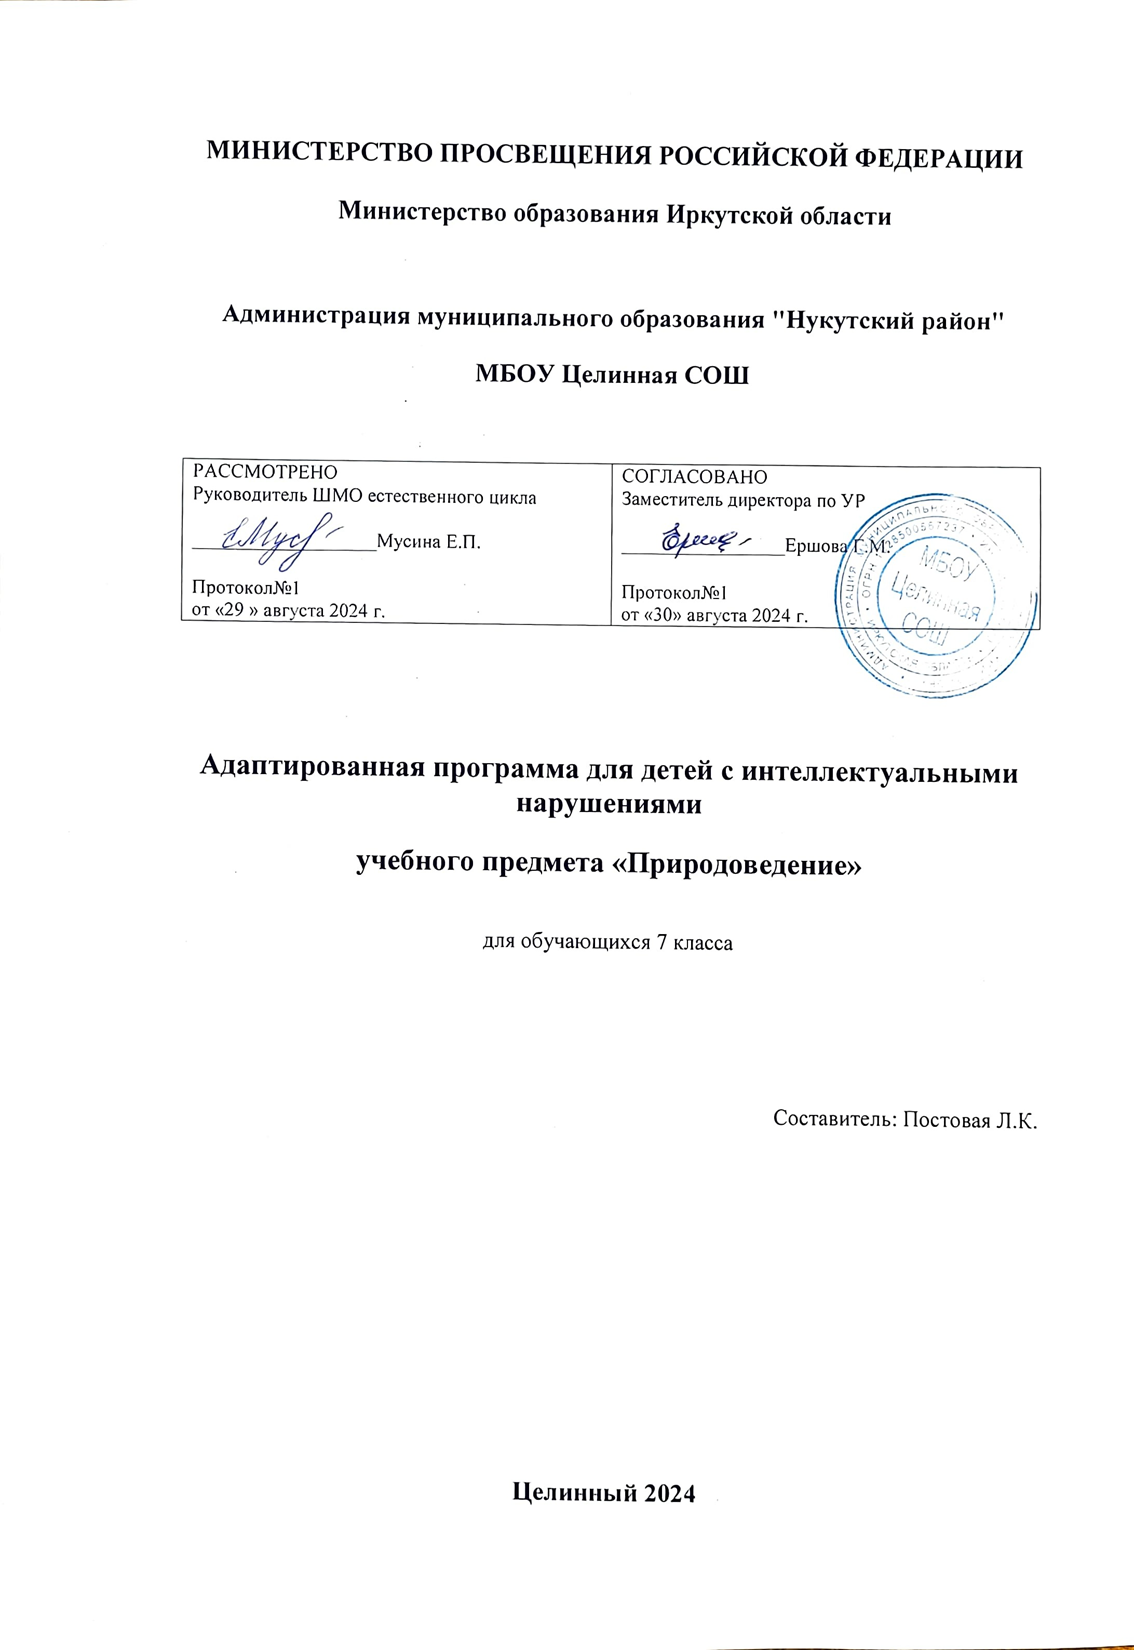 МИНИСТЕРСТВО ПРОСВЕЩЕНИЯ РОССИЙСКОЙ ФЕДЕРАЦИИ
Министерство образования Иркутской области
Администрация муниципального образования "Нукутский район"
МБОУ Целинная СОШ
РАССМОТРЕНО
Руководитель ШМО естественного цикла
Мусина Е.П.
Протокол№1
от «29 » августа 2024 г.
СОГЛАСОВАНО
Заместитель директора по УР
Ершова Г.М.
Протокол№1
от «30» августа 2024 г.
МБОУ
Целинная
СОШ
Адаптированная программа для детей с интеллектуальными
нарушениями
учебного предмета «Природоведение»
для обучающихся 7 класса
Составитель: Постовая Л.К.
Целинный 2024